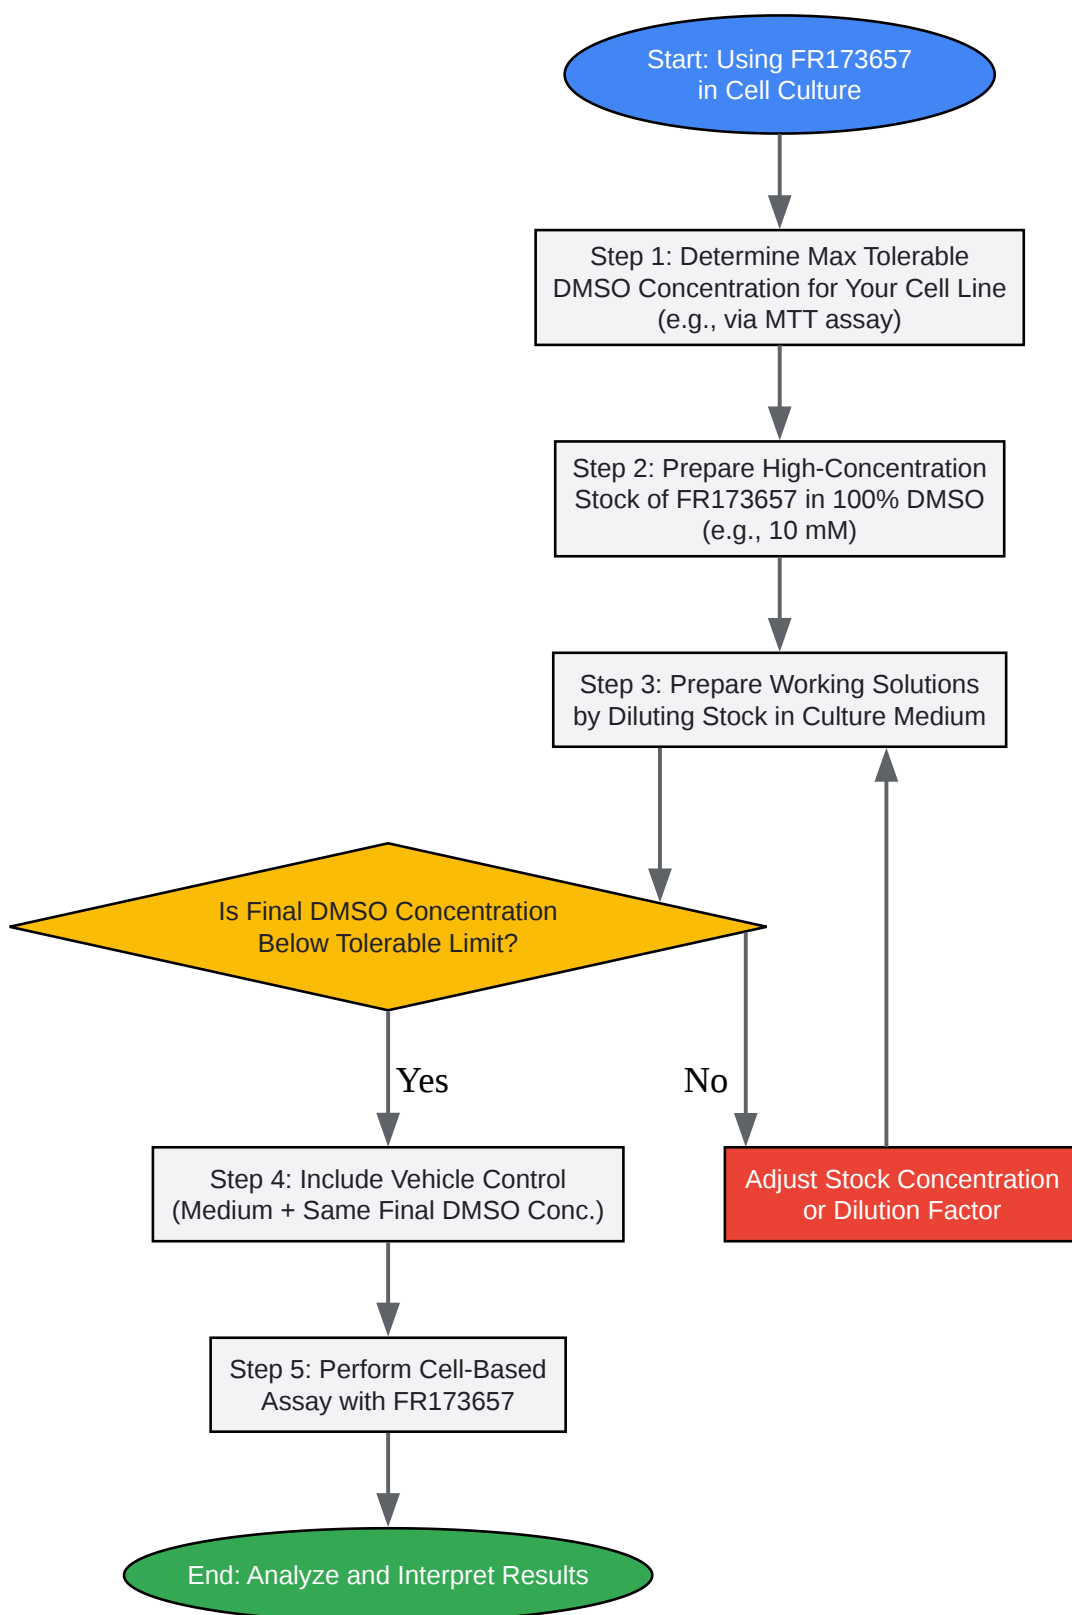 Start: Using FR173657
in Cell Culture
Step 1: Determine Max Tolerable
DMSO Concentration for Your Cell Line
(e.g., via MTT assay)
Step 2: Prepare High-Concentration
Stock of FR173657 in 100% DMSO
(e.g., 10 mM)
Step 3: Prepare Working Solutions
by Diluting Stock in Culture Medium
Is Final DMSO Concentration
Below Tolerable Limit?
Yes
No
Step 4: Include Vehicle Control
(Medium + Same Final DMSO Conc.)
Adjust Stock Concentration
or Dilution Factor
Step 5: Perform Cell-Based
Assay with FR173657
End: Analyze and Interpret Results